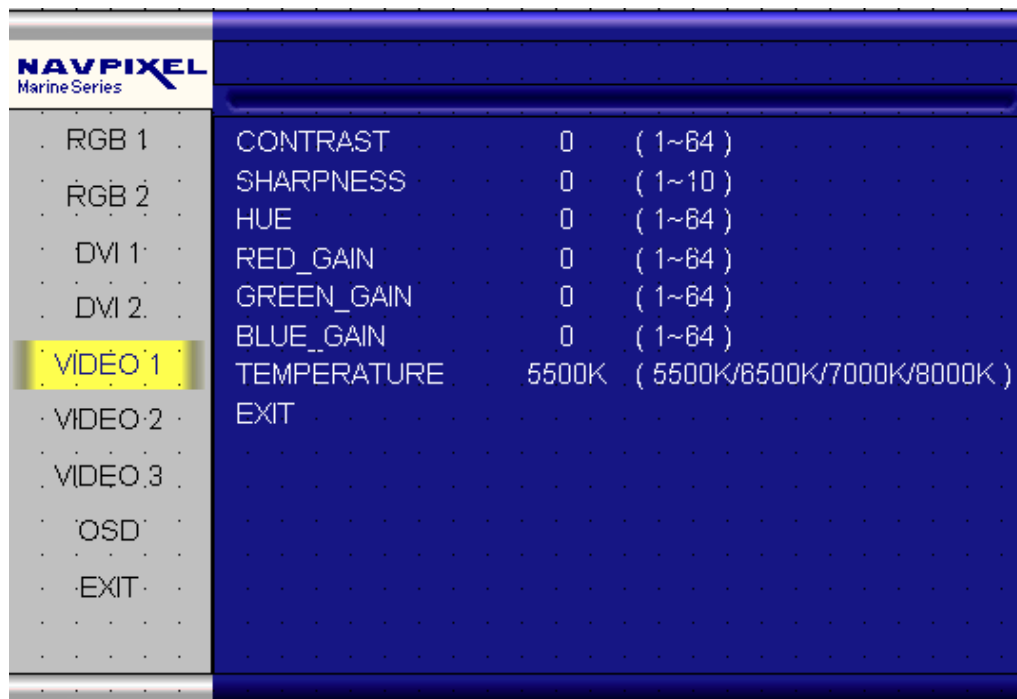 NAVPIXEL
Marine Series
RGB 1
RGB 2
DVI 1
DVI 2
VIDEO 1
VIDEO 2
VIDEO 3
OSD
EXIT
CONTRAST 0 ( 1~64 )
SHARPNESS 0 ( 1~10 )
HUE 0 ( 1~64 )
RED_GAIN 0 ( 1~64 )
GREEN_GAIN 0 ( 1~64 )
BLUE_GAIN 0 ( 1~64 )
TEMPERATURE 5500K ( 5500K/6500K/7000K/8000K )
EXIT